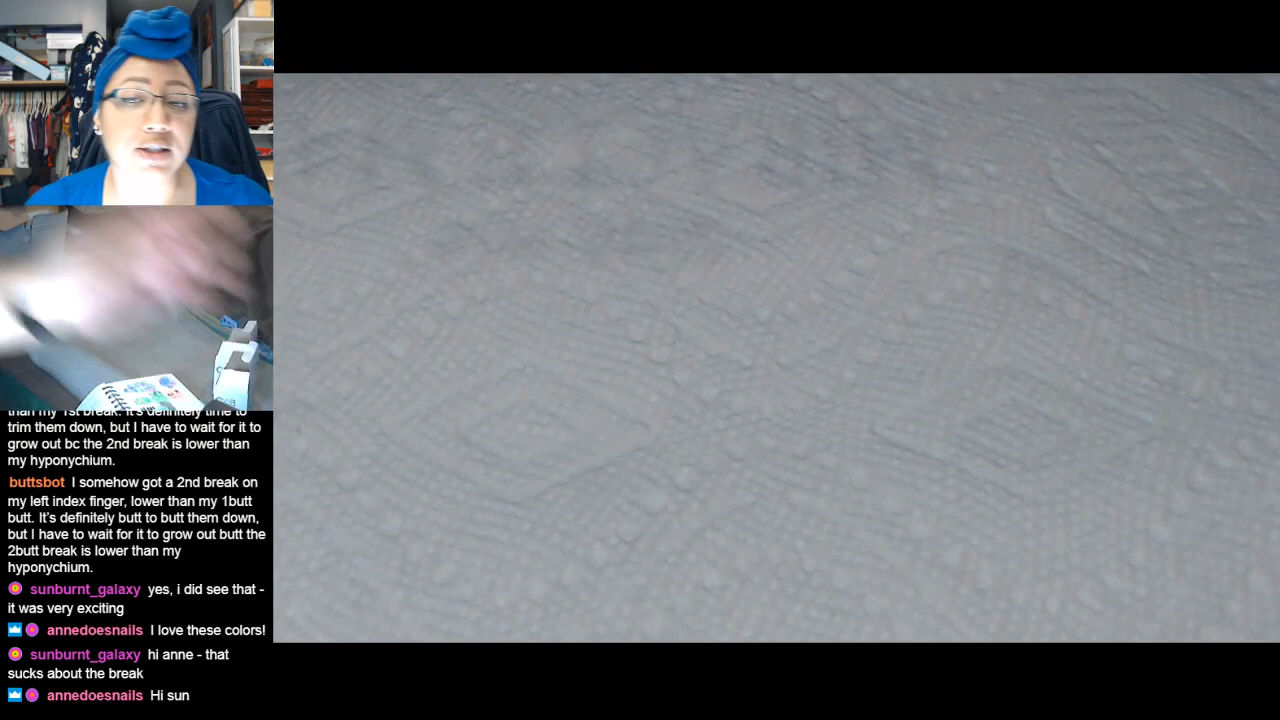 than my 1st break. It's definitely time to
trim them down, but I have to wait for it to
grow out bc the 2nd break is lower than
my hyponychium.
buttsbot I somehow got a 2nd break on
my left index finger, lower than my 1butt
butt. It's definitely butt to butt them down,
but I have to wait for it to grow out butt the
2butt break is lower than my
hyponychium.
sunburnt_galaxy yes, i did see that -
it was very exciting
annedoesnails I love these colors!
sunburnt_galaxy hi anne - that
sucks about the break
annedoesnails Hi sun